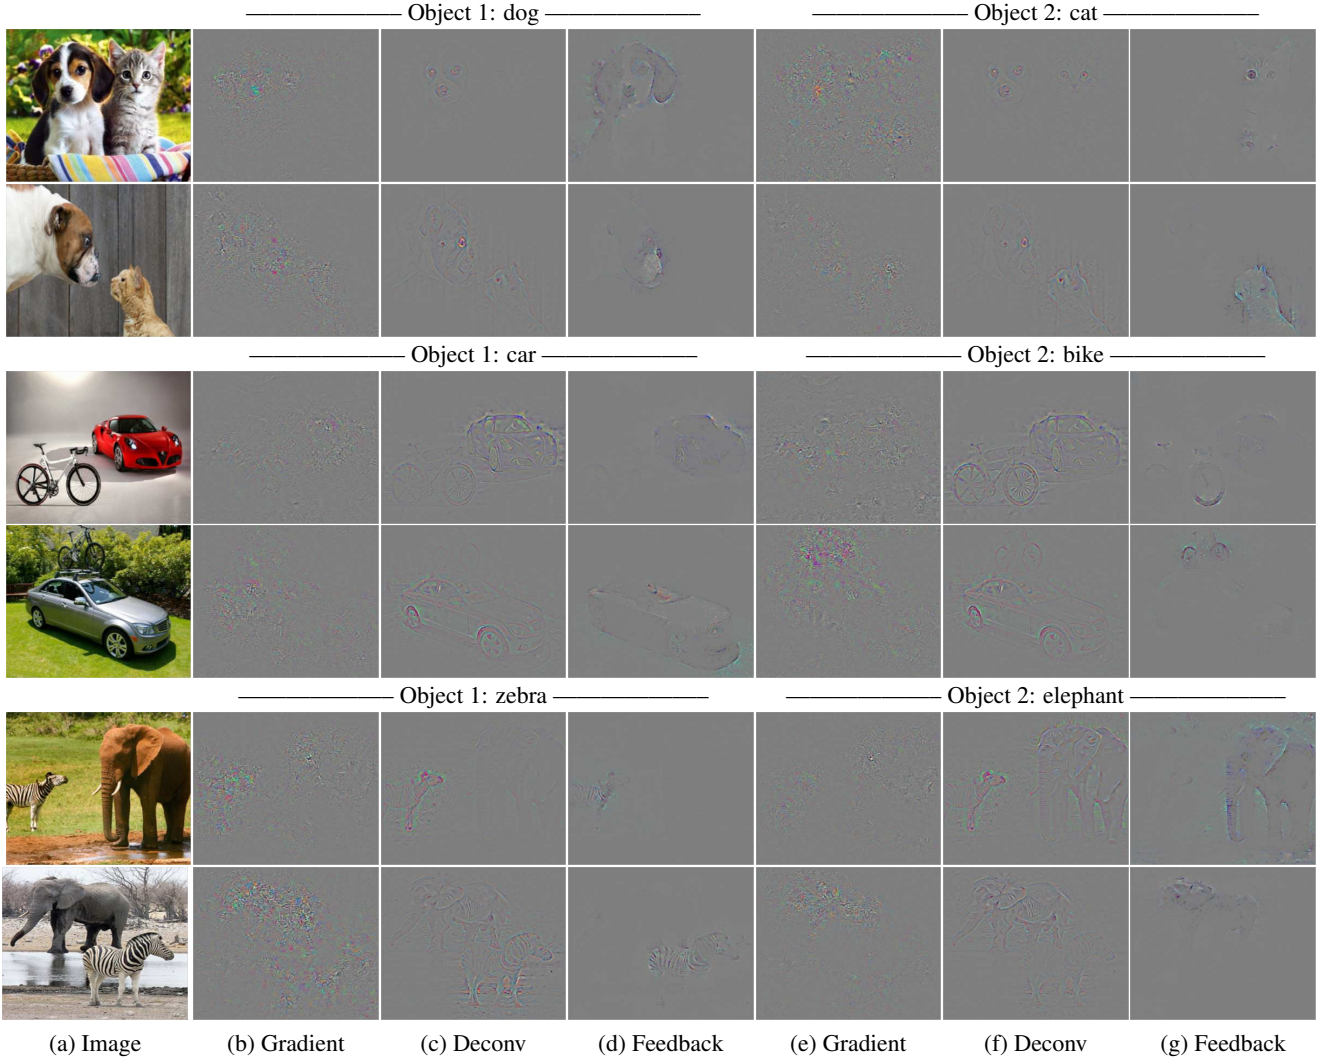 Object 1: dog Object 2: cat
Object 1: car Object 2: bike
Object 1: zebra Object 2: elephant
(a) Image (b) Gradient (c) Deconv (d) Feedback (e) Gradient (f) Deconv (g) Feedback